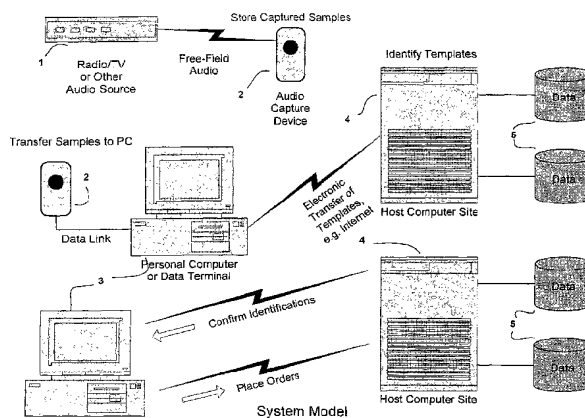 Store Captured Samples
1
Radio/TV
or Other
Audio Source
Free-Field
Audio
2
Audio
Capture
Device
Identify Templates
4
Data
5
Data
Host Computer Site
Transfer Samples to PC
2
Data Link
Personal Computer
or Data Terminal
3
Electronic
Transfer of
Templates,
e.g. Internet
4
Confirm Identifications
Place Orders
Data
5
Data
Host Computer Site
System Model